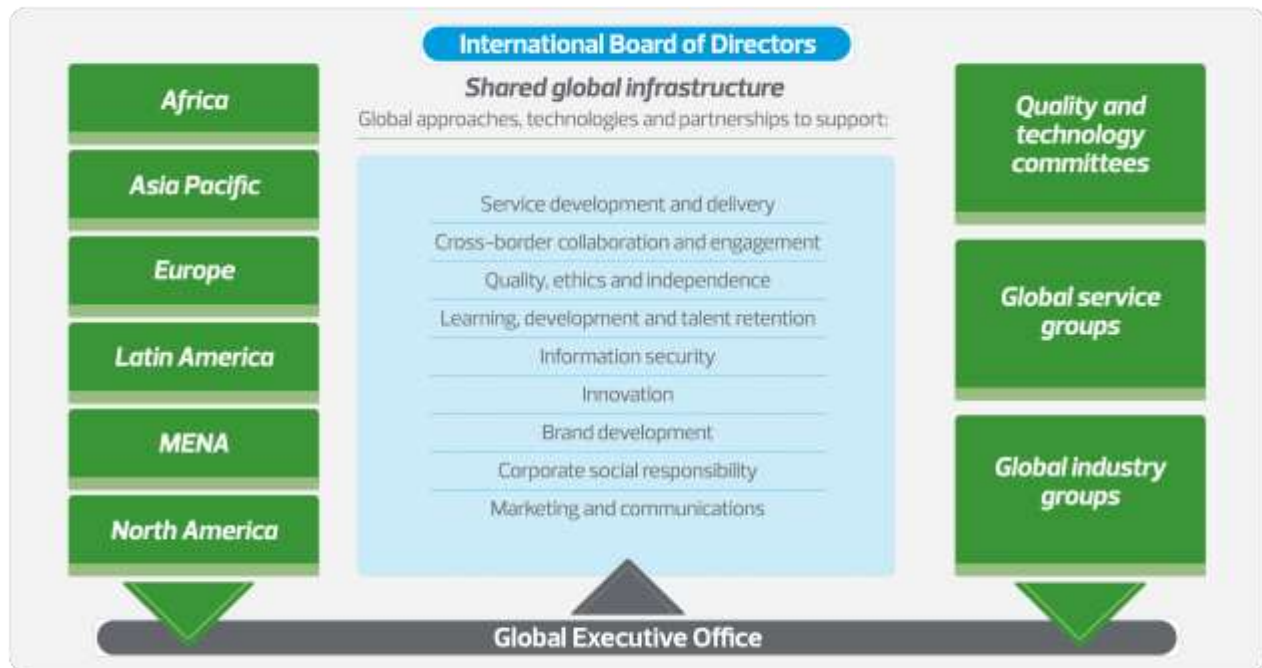 International Board of Directors
Shared global infrastructure
Global approaches, technologies and partnerships to support:
Africa
Asia Pacific
Europe
Latin America
MENA
North America
Service development and delivery
Cross-border collaboration and engagement
Quality, ethics and independence
Learning, development and talent retention
Information security
Innovation
Brand development
Corporate social responsibility
Marketing and communications
Quality and
technology
committees
Global service
groups
Global industry
groups
Global Executive Office